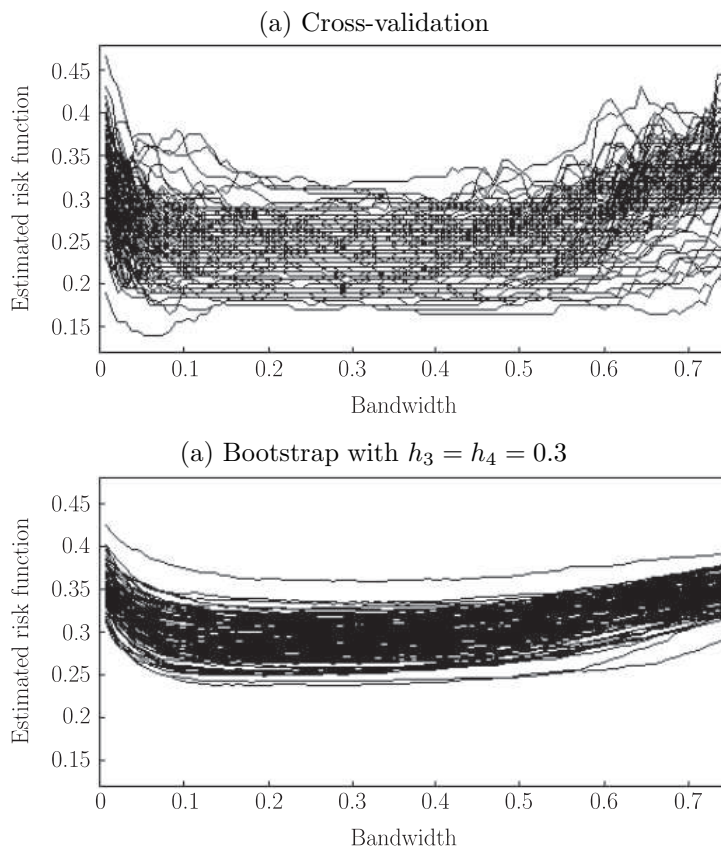 (a) Cross-validation
0.45
0.4
0.35
0.3
0.25
0.2
0.15
Estimated risk function
0 0.1 0.2 0.3 0.4 0.5 0.6 0.7
Bandwidth
(a) Bootstrap with h₃ = h₄ = 0.3
0.45
0.4
0.35
0.3
0.25
0.2
0.15
Estimated risk function
0 0.1 0.2 0.3 0.4 0.5 0.6 0.7
Bandwidth